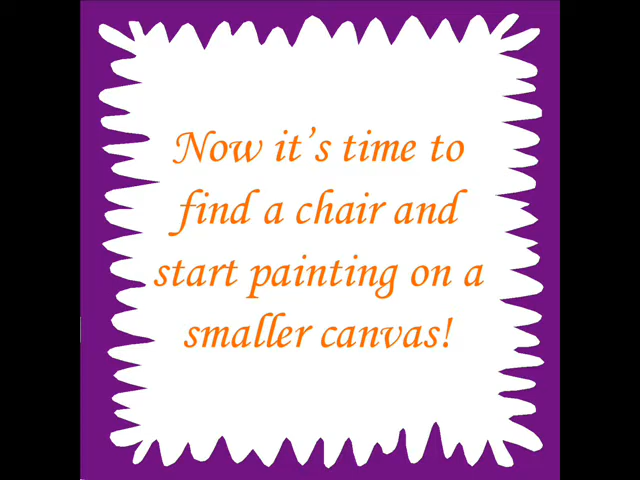 Now it’s time to
find a chair and
start painting on a
smaller canvas!